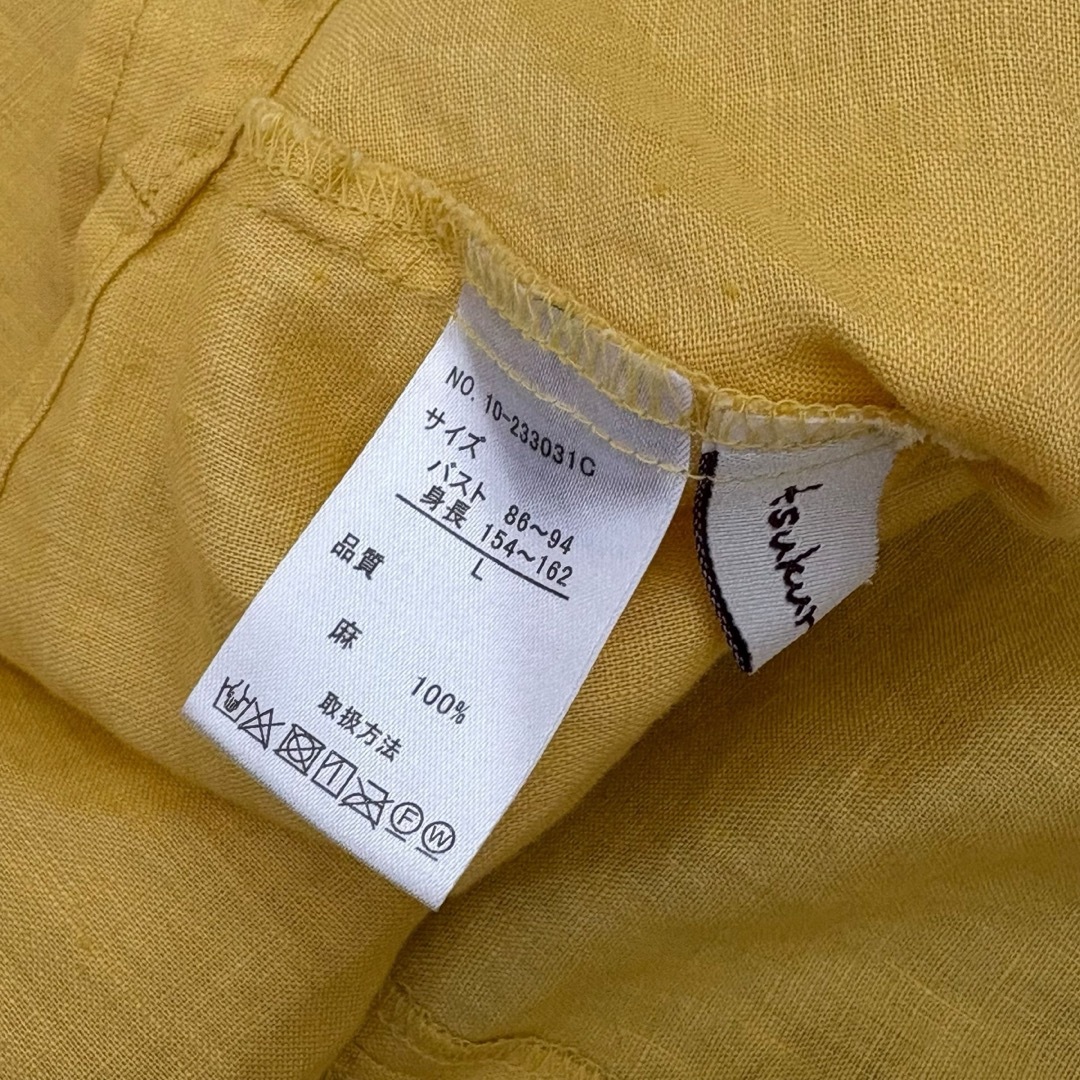 NO. 10-233031C
サイズ
バスト 86～94
身長 154～162
L
品質
麻 100%
取扱方法
F W